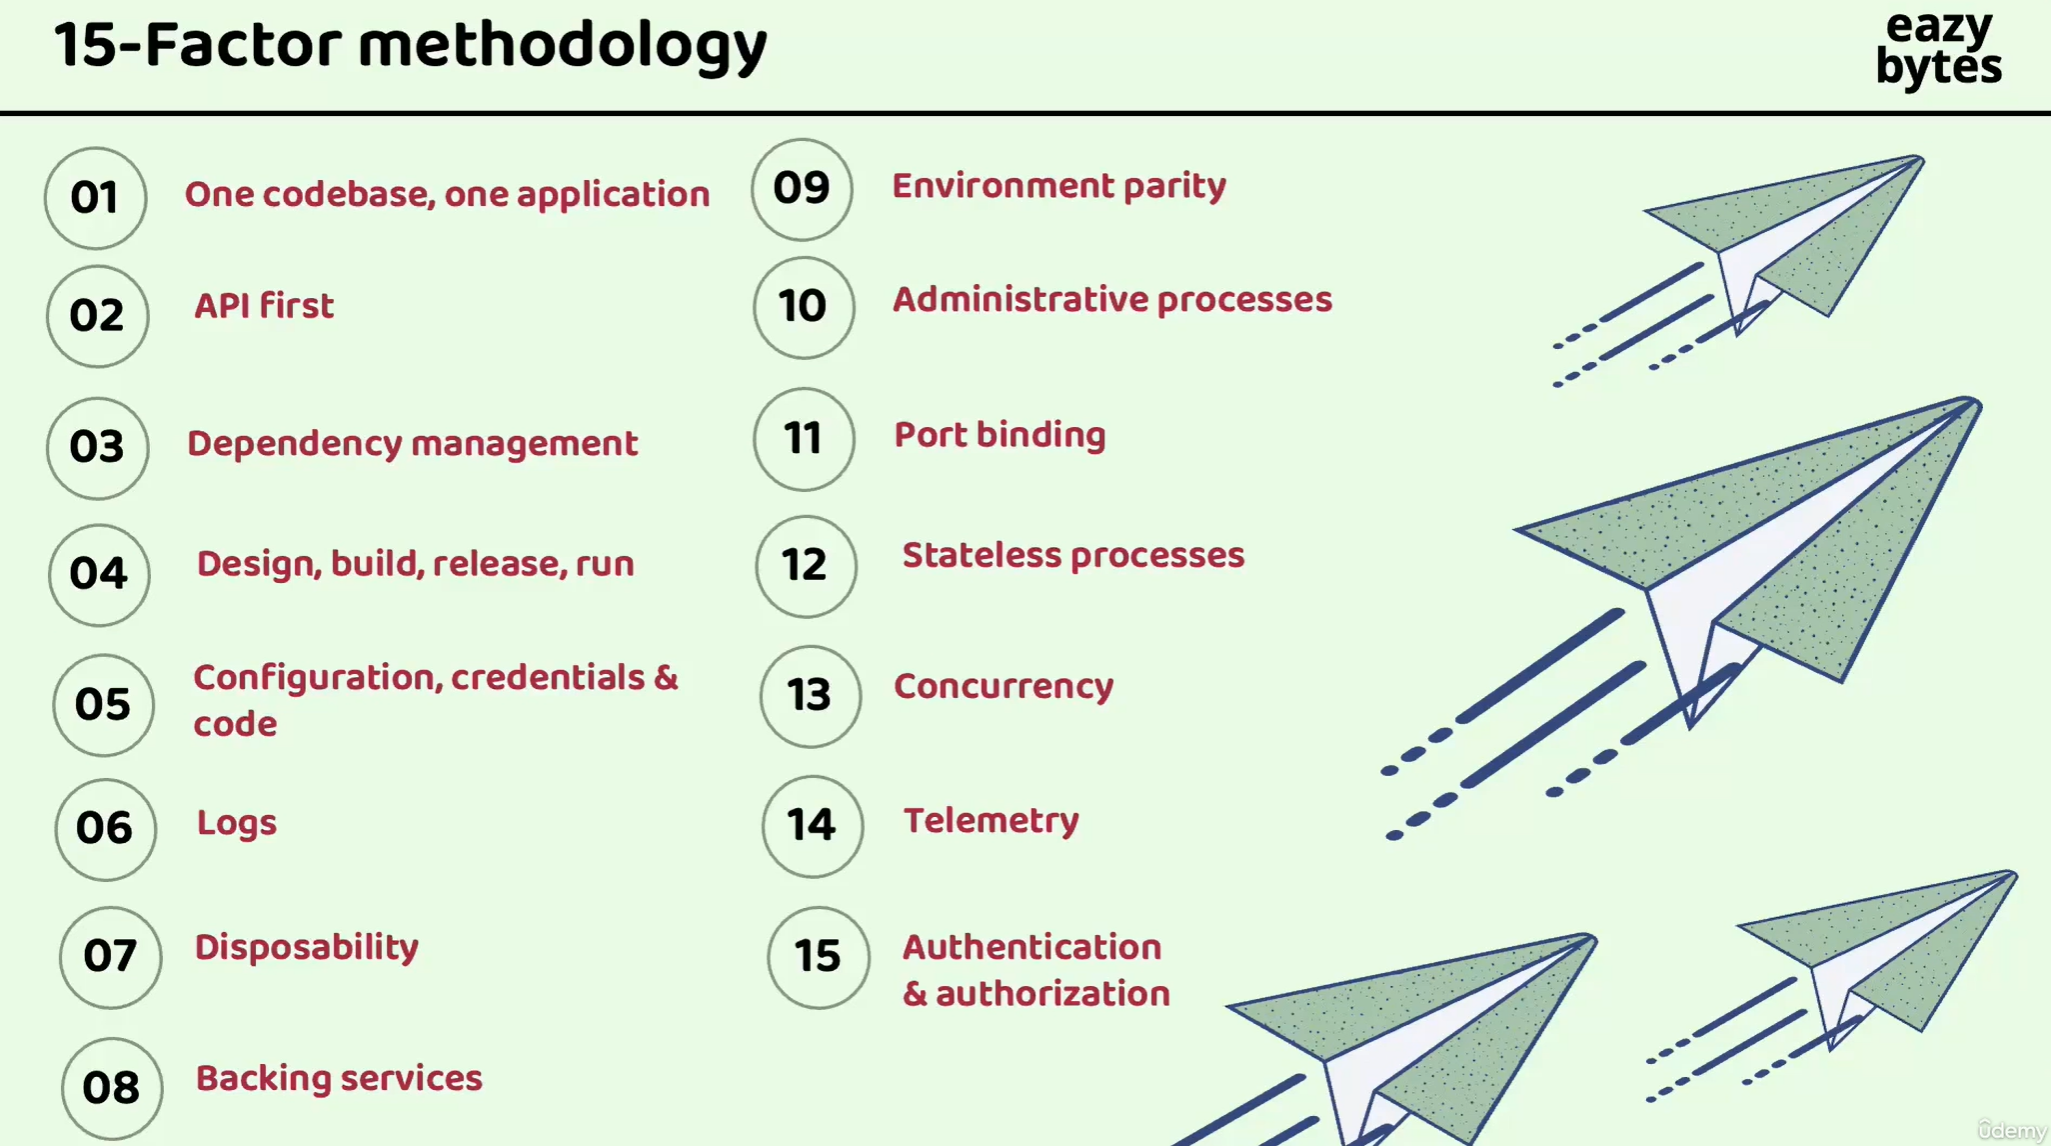 15-Factor methodology
eazy
bytes
01 One codebase, one application
02 API first
03 Dependency management
04 Design, build, release, run
05 Configuration, credentials &
code
06 Logs
07 Disposability
08 Backing services
09 Environment parity
10 Administrative processes
11 Port binding
12 Stateless processes
13 Concurrency
14 Telemetry
15 Authentication
& authorization
ûdemy